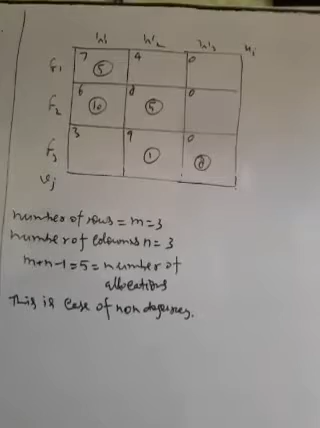 w1 w2 w3 ui
F1 7 5 4 0
F2 6 10 8 5 0
F3 3 9 1 0 8
vj
number of rows = m = 3
number of coloumns n = 3
m+n-1 = 5 = number of
allocations
This is case of non degeneracy.